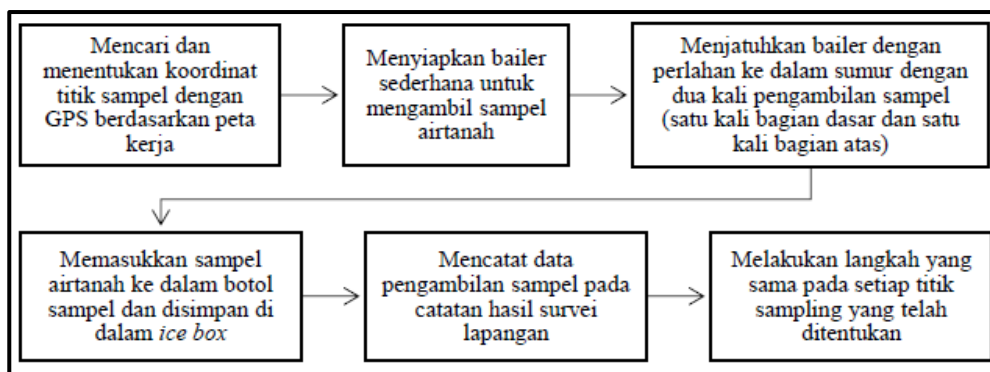 Mencari dan
menentukan koordinat
titik sampel dengan
GPS berdasarkan peta
kerja
Menyiapkan bailer
sederhana untuk
mengambil sampel
airtanah
Menjatuhkan bailer dengan
perlahan ke dalam sumur dengan
dua kali pengambilan sampel
(satu kali bagian dasar dan satu
kali bagian atas)
Memasukkan sampel
airtanah ke dalam botol
sampel dan disimpan di
dalam ice box
Mencatat data
pengambilan sampel pada
catatan hasil survei
lapangan
Melakukan langkah yang
sama pada setiap titik
sampling yang telah
ditentukan